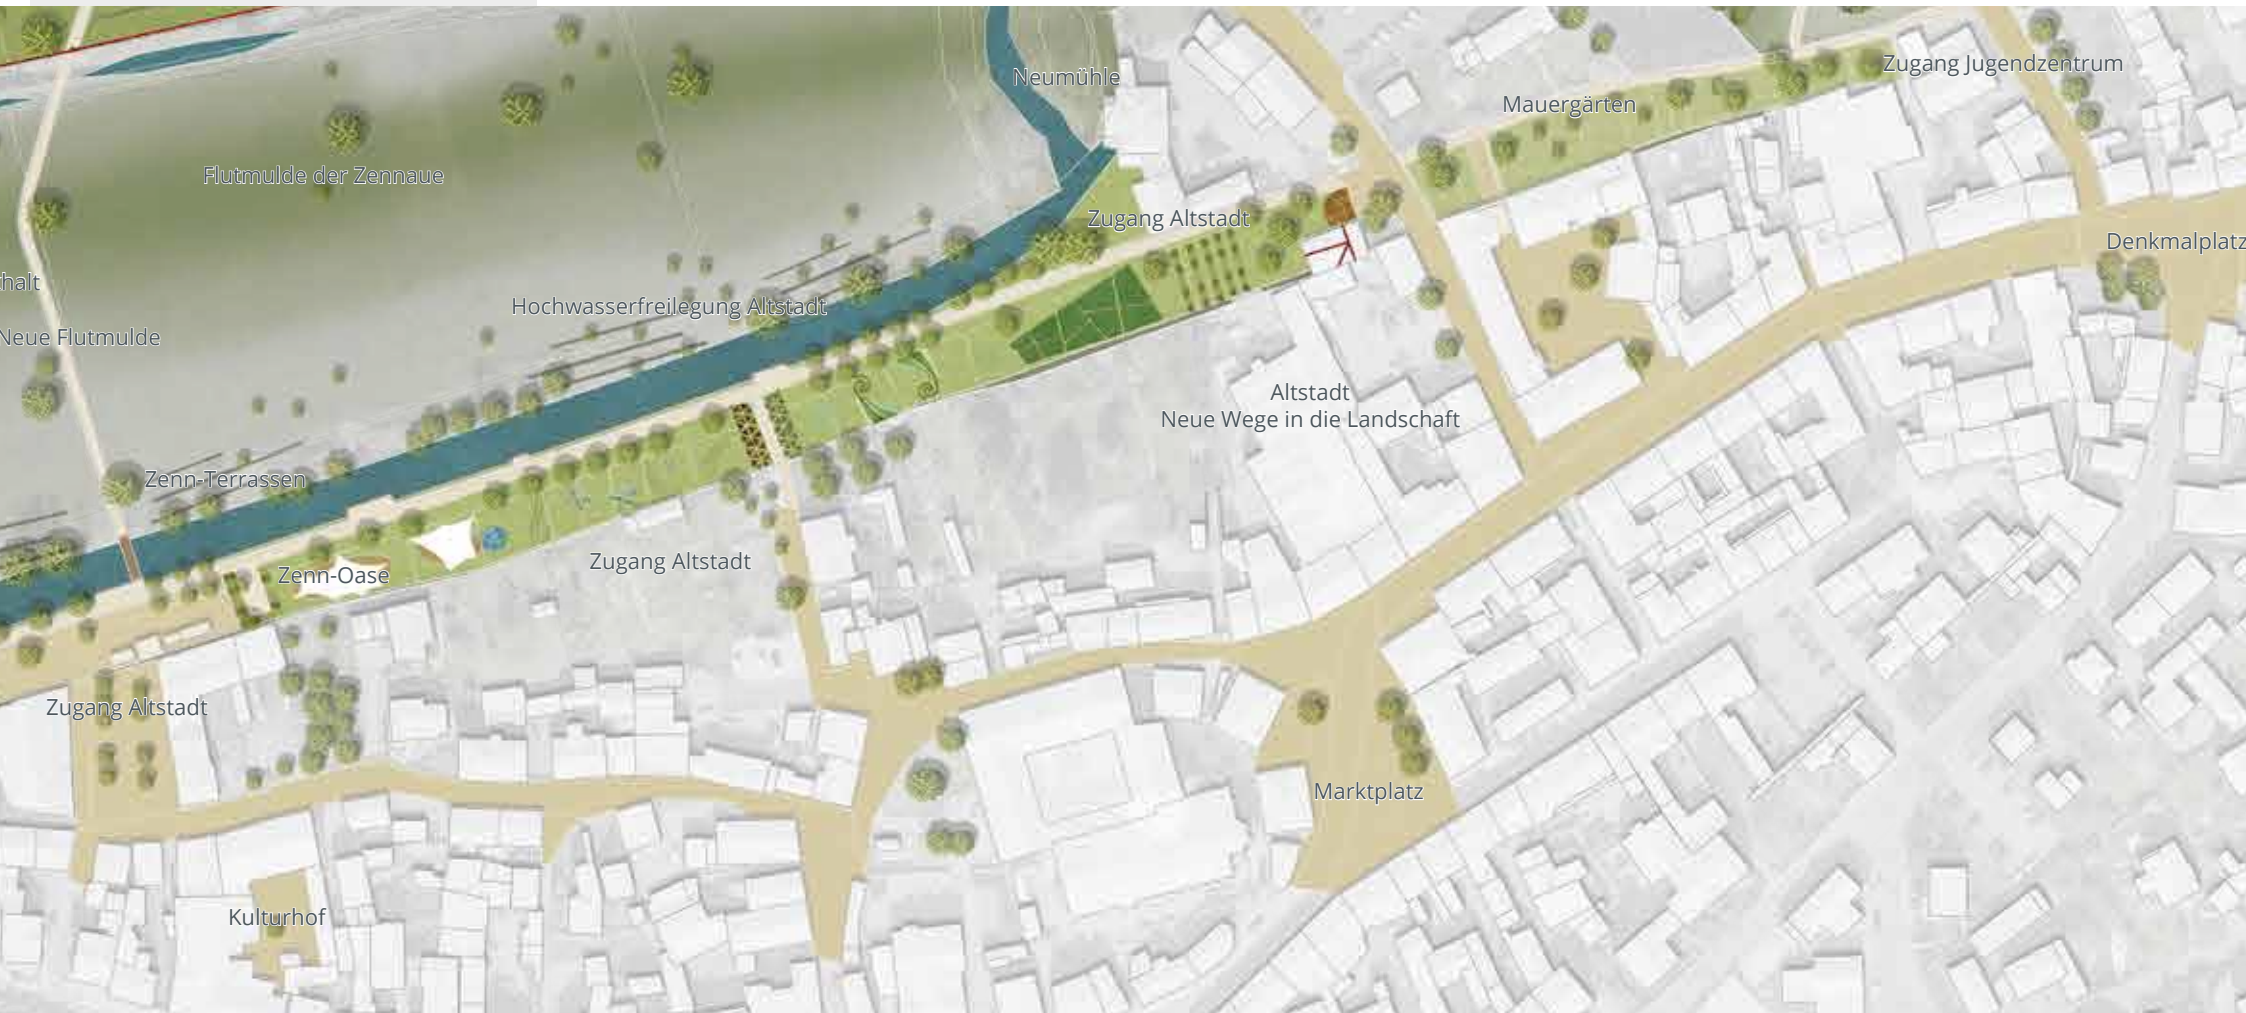 Zugang Jugendzentrum
Neumühle
Mauergärten
Flutmulde der Zennaue
Zugang Altstadt
Denkmalplatz
halt
Hochwasserfreilegung Altstadt
Neue Flutmulde
Altstadt
Neue Wege in die Landschaft
Zenn-Terrassen
Zugang Altstadt
Zenn-Oase
Zugang Altstadt
Marktplatz
Kulturhof